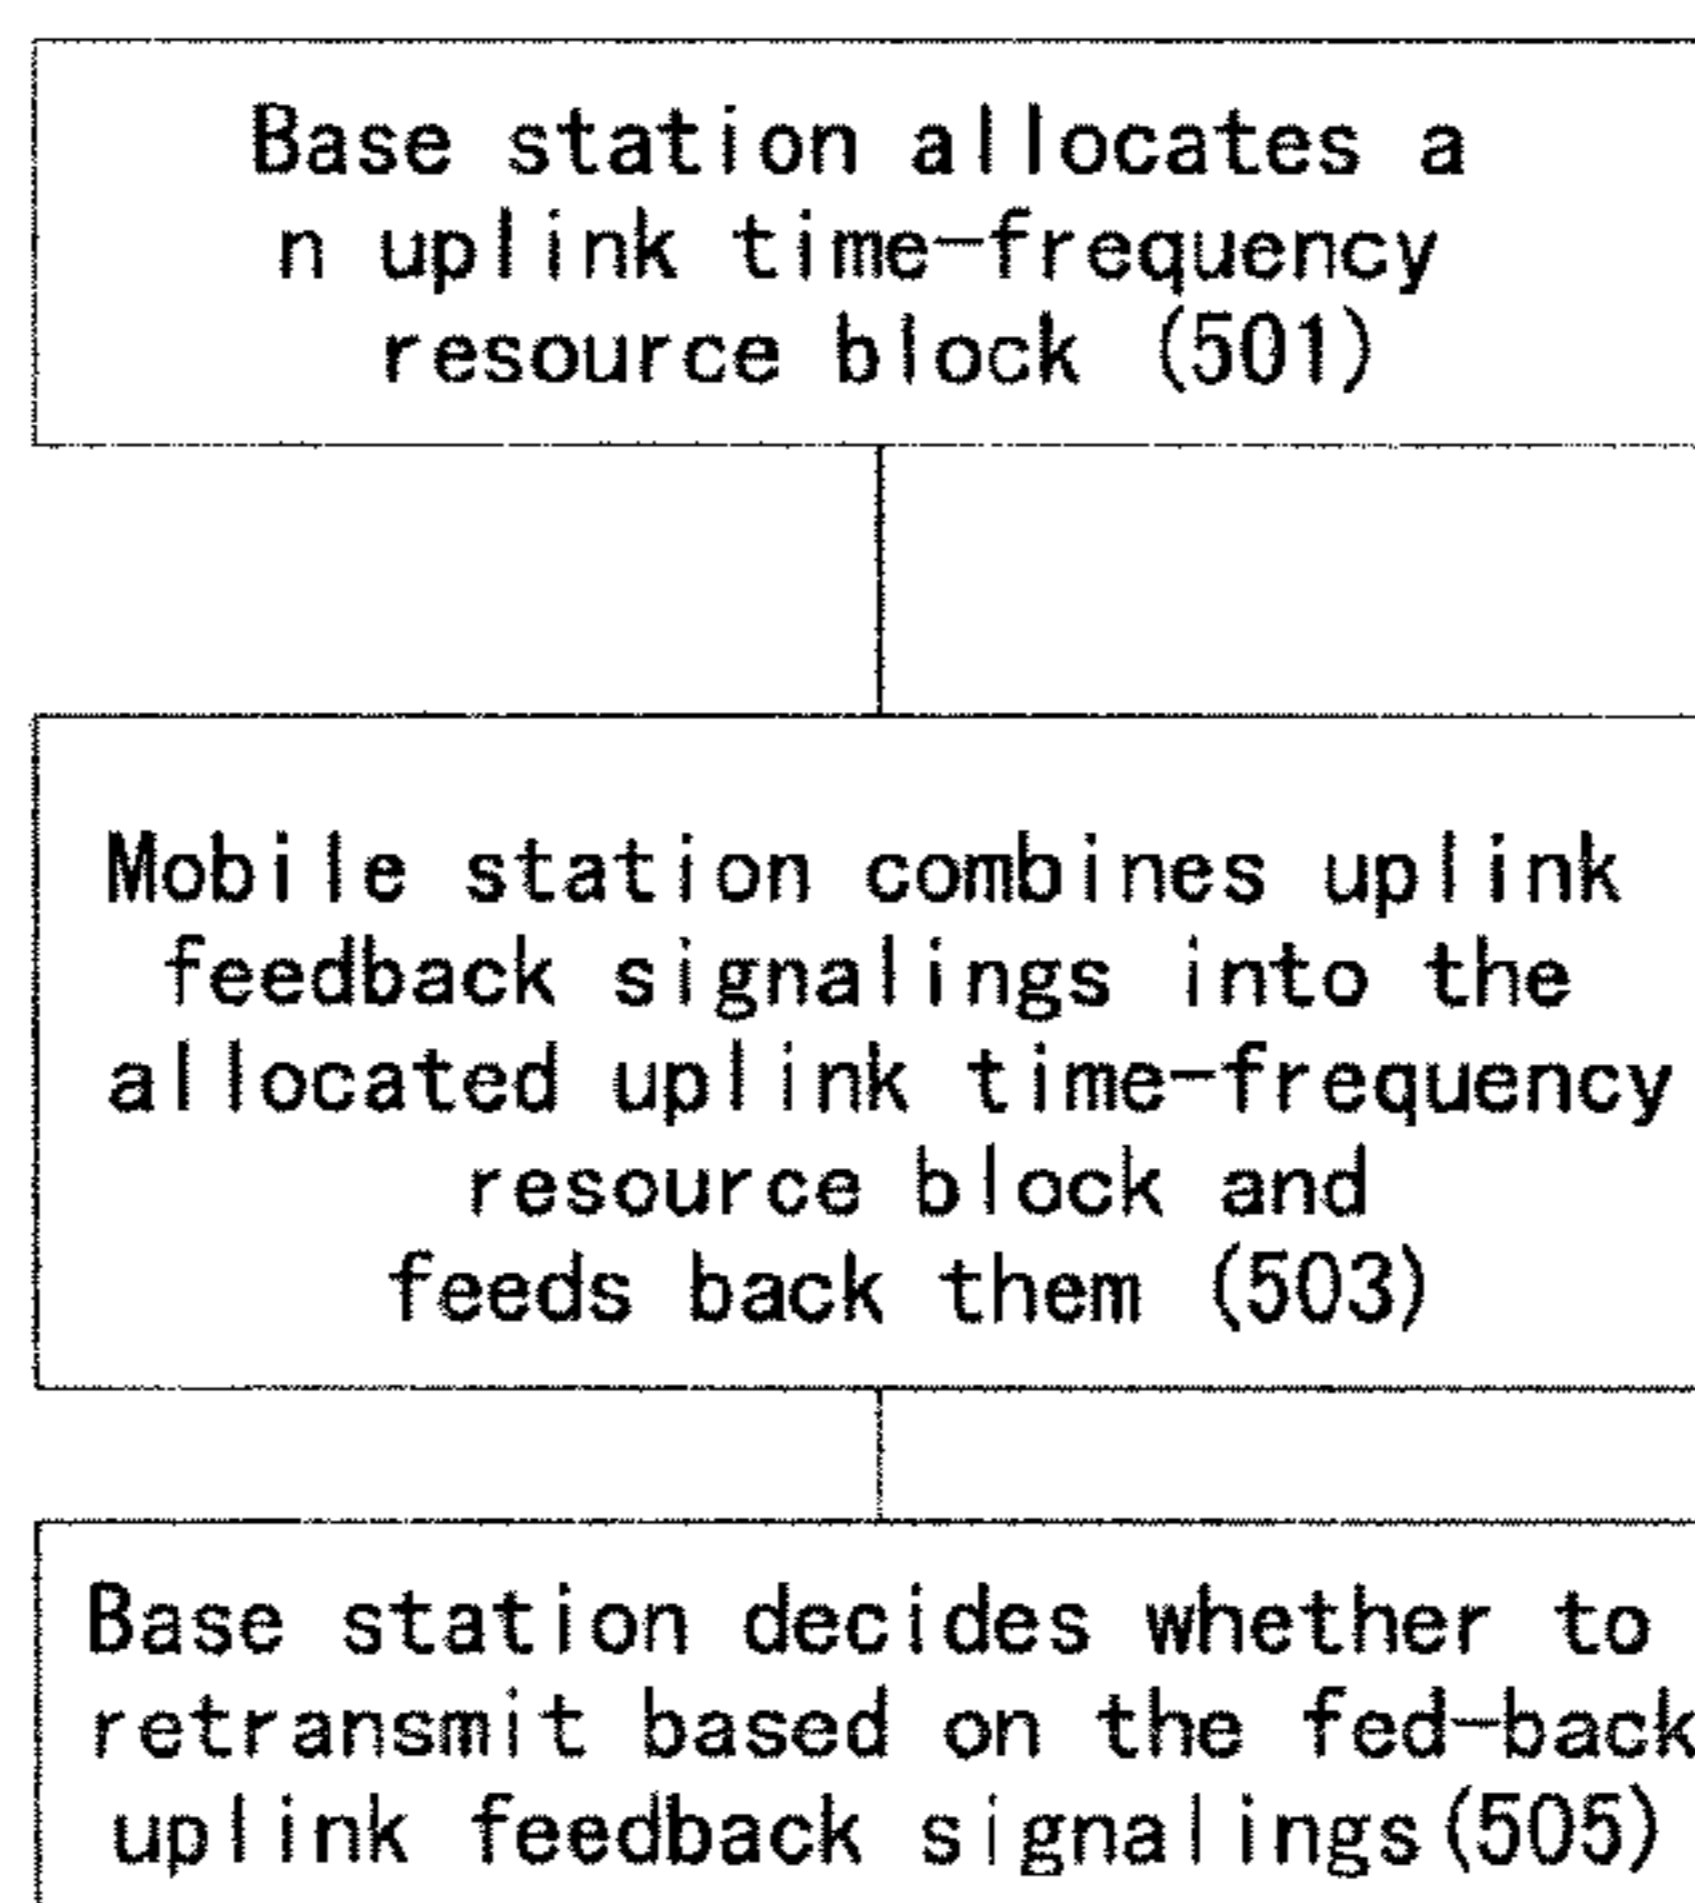 Base station allocates a
n uplink time-frequency
resource block (501)
Mobile station combines uplink
feedback signalings into the
allocated uplink time-frequency
resource block and
feeds back them (503)
Base station decides whether to
retransmit based on the fed-back
uplink feedback signalings(505)